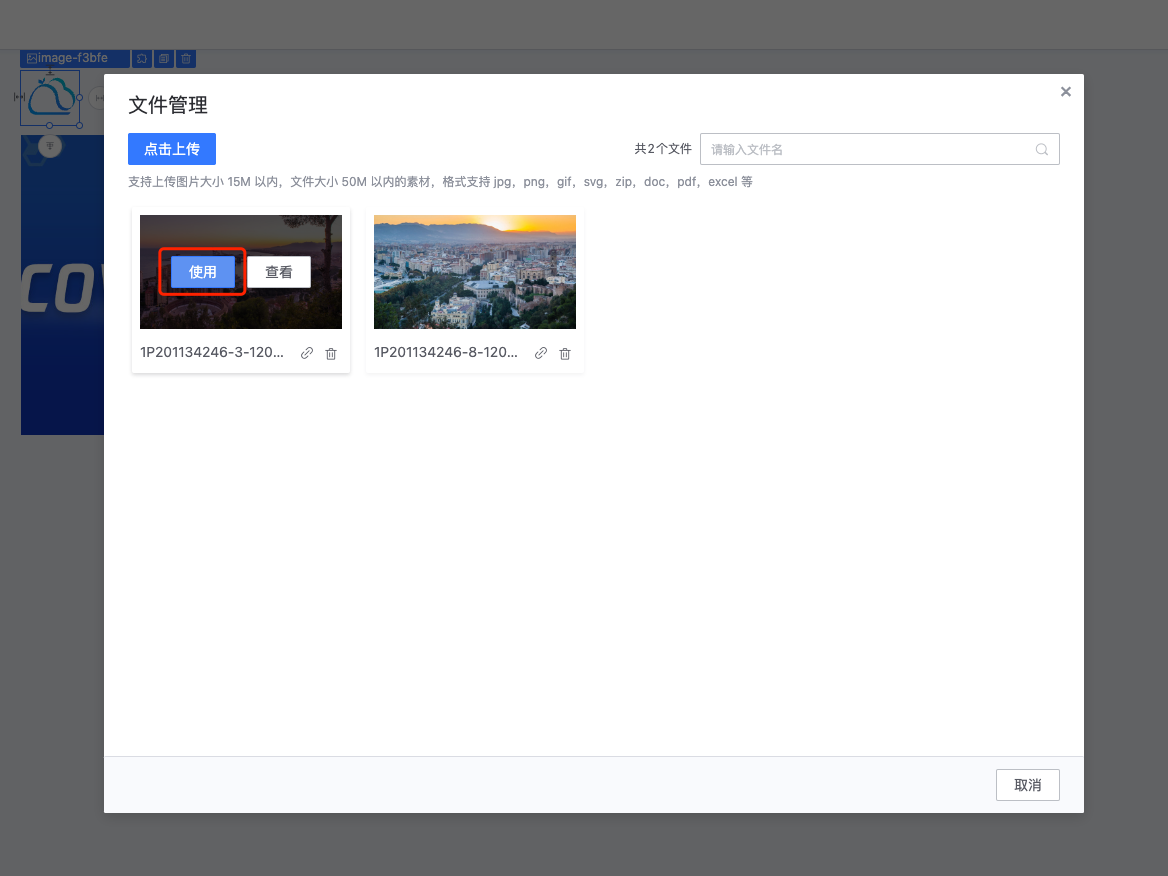 image-f3bfe
文件管理
点击上传
共2个文件
请输入文件名
支持上传图片大小 15M 以内，文件大小 50M 以内的素材，格式支持 jpg，png，gif，svg，zip，doc，pdf，excel 等
使用
查看
1P201134246-3-120...
1P201134246-8-120...
取消